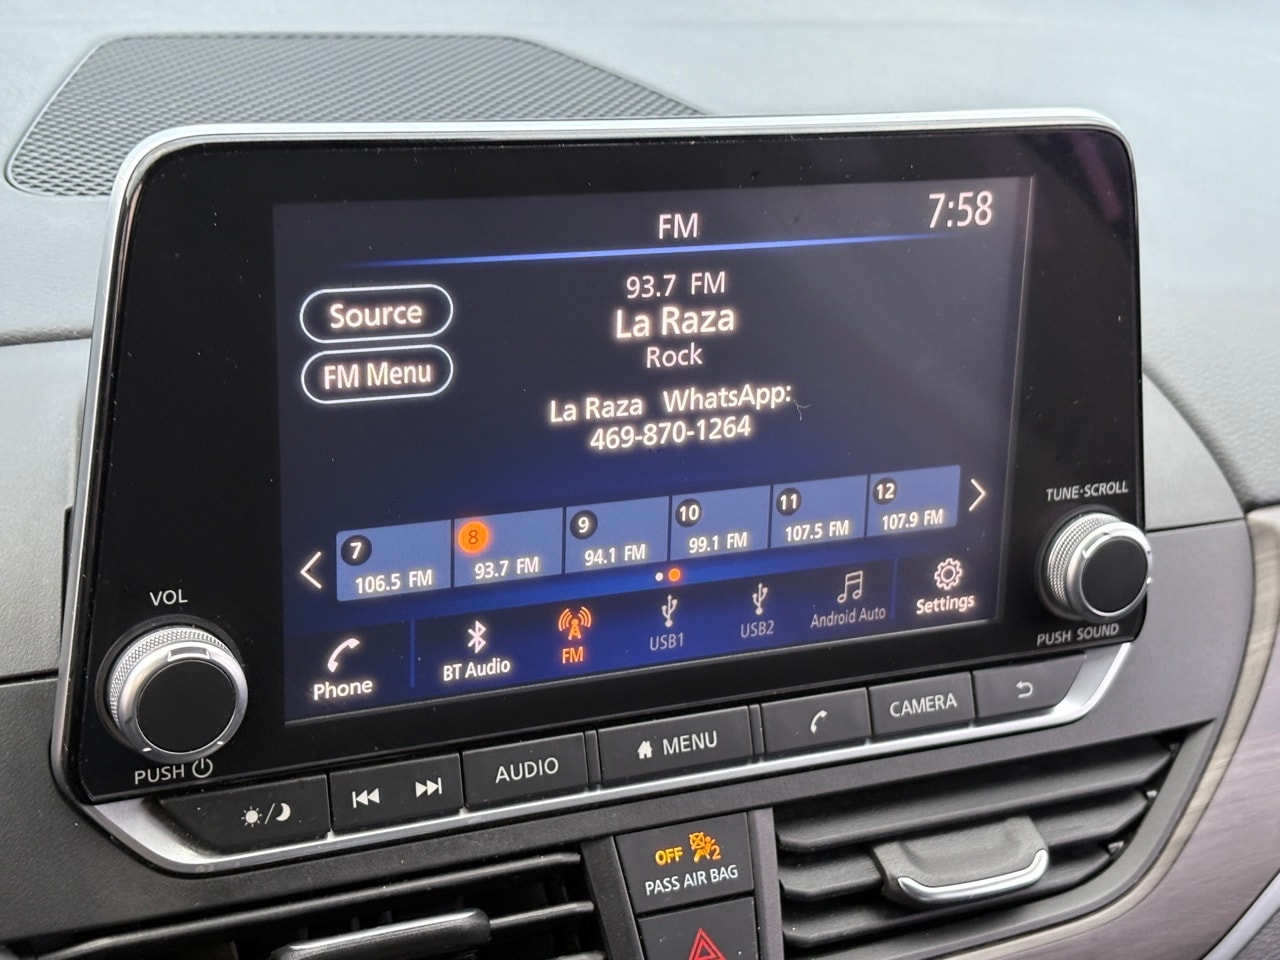 FM
7:58
93.7 FM
La Raza
Rock
Source
FM Menu
La Raza WhatsApp:
469-870-1264
7
106.5 FM
8
93.7 FM
9
94.1 FM
10
99.1 FM
11
107.5 FM
12
107.9 FM
Phone
BT Audio
FM
USB1
USB2
Android Auto
Settings
VOL
PUSH
TUNE·SCROLL
PUSH SOUND
AUDIO
MENU
CAMERA
OFF 2
PASS AIR BAG